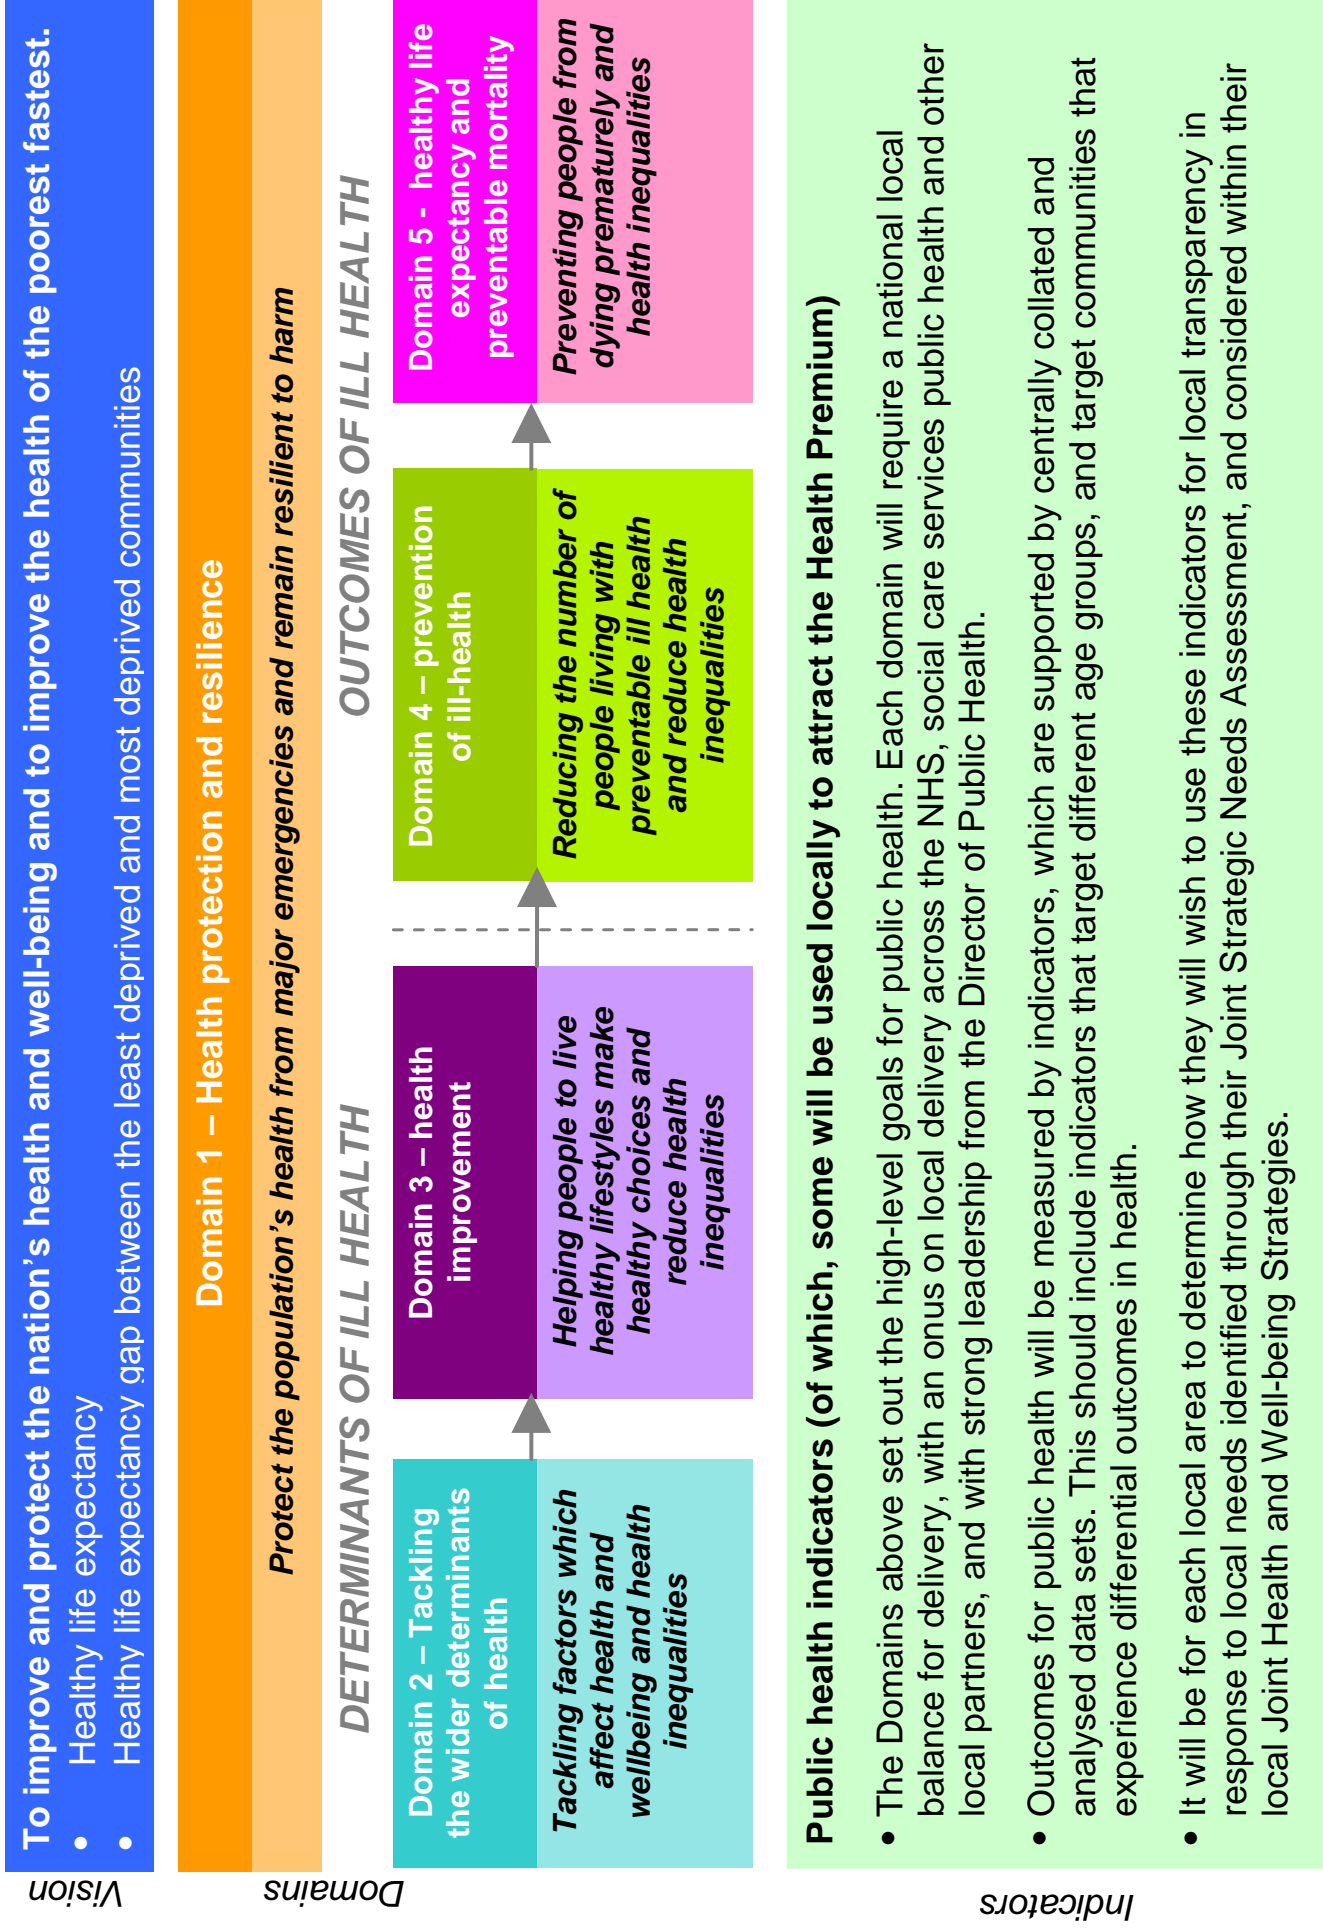 Vision
To improve and protect the nation’s health and well-being and to improve the health of the poorest fastest.
• Healthy life expectancy
• Healthy life expectancy gap between the least deprived and most deprived communities
Domains
Domain 1 – Health protection and resilience
Protect the population’s health from major emergencies and remain resilient to harm
DETERMINANTS OF ILL HEALTH
OUTCOMES OF ILL HEALTH
Domain 2 – Tackling
the wider determinants
of health
Tackling factors which
affect health and
wellbeing and health
inequalities
Domain 3 – health
improvement
Helping people to live
healthy lifestyles make
healthy choices and
reduce health
inequalities
Domain 4 – prevention
of ill-health
Reducing the number of
people living with
preventable ill health
and reduce health
inequalities
Domain 5 - healthy life
expectancy and
preventable mortality
Preventing people from
dying prematurely and
health inequalities
Indicators
Public health indicators (of which, some will be used locally to attract the Health Premium)
• The Domains above set out the high-level goals for public health. Each domain will require a national local
balance for delivery, with an onus on local delivery across the NHS, social care services public health and other
local partners, and with strong leadership from the Director of Public Health.
• Outcomes for public health will be measured by indicators, which are supported by centrally collated and
analysed data sets. This should include indicators that target different age groups, and target communities that
experience differential outcomes in health.
• It will be for each local area to determine how they will wish to use these indicators for local transparency in
response to local needs identified through their Joint Strategic Needs Assessment, and considered within their
local Joint Health and Well-being Strategies.